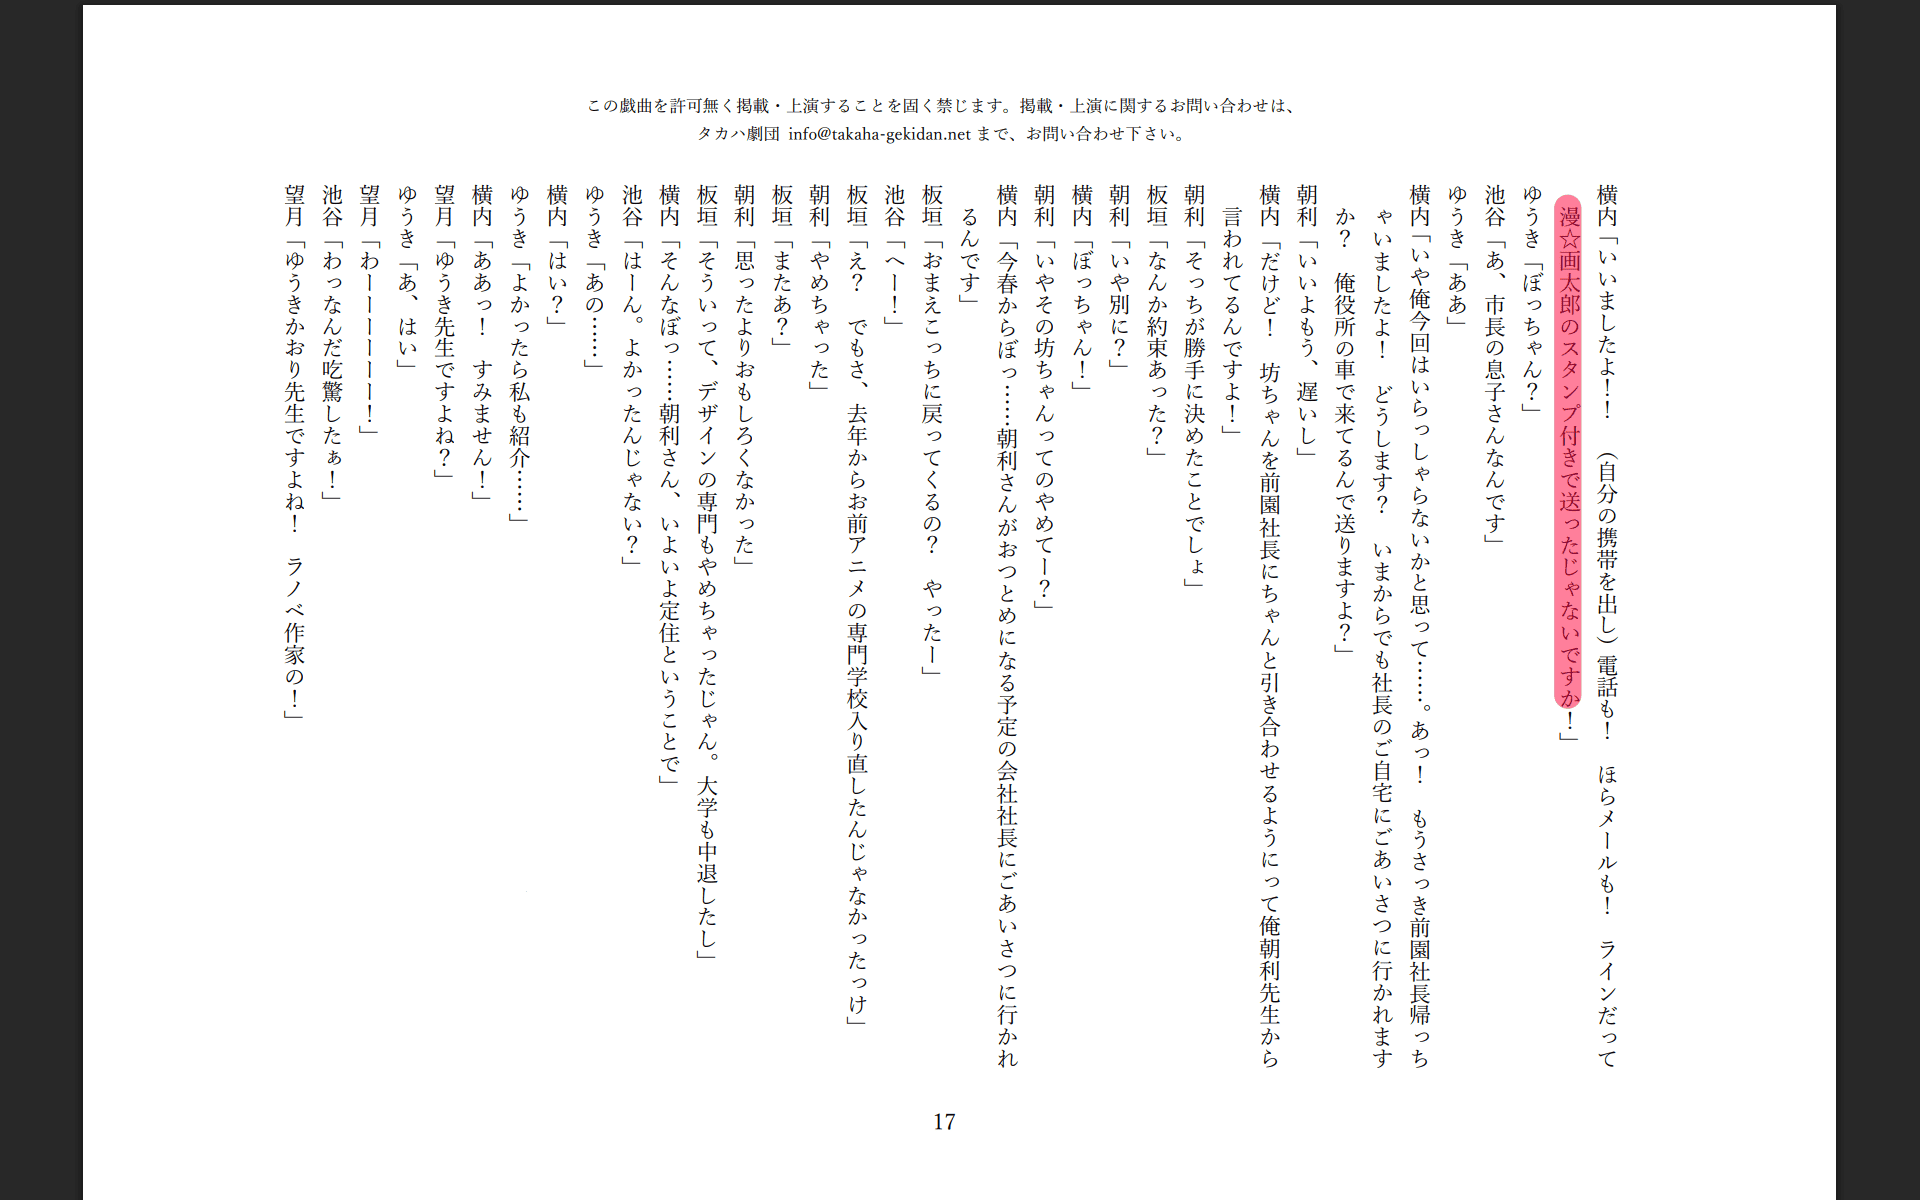 この戯曲を許可無く掲載・上演することを固く禁じます。掲載・上演に関するお問い合わせは、
タカハ劇団 info@takaha-gekidan.net まで、お問い合わせ下さい。
横内「いいましたよ！！　（自分の携帯を出し）電話も！　ほらメールも！　ラインだって
漫☆画太郎のスタンプ付きで送ったじゃないですか！」
ゆうき「ぼっちゃん？」
池谷「あ、市長の息子さんなんです」
ゆうき「ああ」
横内「いや俺今回はいらっしゃらないかと思って……。あっ！　もうさっき前園社長帰っち
ゃいましたよ！　どうします？　いまからでも社長のご自宅にごあいさつに行かれます
か？　俺役所の車で来てるんで送りますよ？」
朝利「いいよもう、遅いし」
横内「だけど！　坊ちゃんを前園社長にちゃんと引き合わせるようにって俺朝利先生から
言われてるんですよ！」
朝利「そっちが勝手に決めたことでしょ」
板垣「なんか約束あった？」
朝利「いや別に？」
横内「ぼっちゃん！」
朝利「いやその坊ちゃんってのやめてー？」
横内「今春からぼっ……朝利さんがおつとめになる予定の会社社長にごあいさつに行かれ
るんです」
板垣「おまえこっちに戻ってくるの？　やったー」
池谷「へー！」
板垣「え？　でもさ、去年からお前アニメの専門学校入り直したんじゃなかったっけ」
朝利「やめちゃった」
板垣「またあ？」
朝利「思ったよりおもしろくなかった」
板垣「そういって、デザインの専門もやめちゃったじゃん。大学も中退したし」
横内「そんなぼっ……朝利さん、いよいよ定住ということで」
池谷「はーん。よかったんじゃない？」
ゆうき「あの……」
横内「はい？」
ゆうき「よかったら私も紹介……」
横内「ああっ！　すみません！」
望月「ゆうき先生ですよね？」
ゆうき「あ、はい」
望月「わーーーーーー！」
池谷「わっなんだ吃驚したぁ！」
望月「ゆうきかおり先生ですよね！　ラノベ作家の！」
17